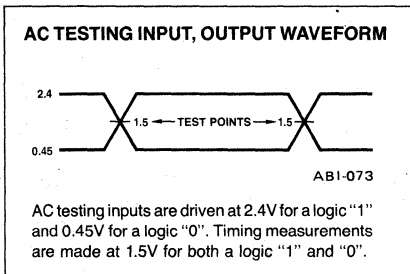 AC TESTING INPUT, OUTPUT WAVEFORM
2.4
1.5 TEST POINTS 1.5
0.45
ABI-073
AC testing inputs are driven at 2.4V for a logic "1"
and 0.45V for a logic "0". Timing measurements
are made at 1.5V for both a logic "1" and "0".